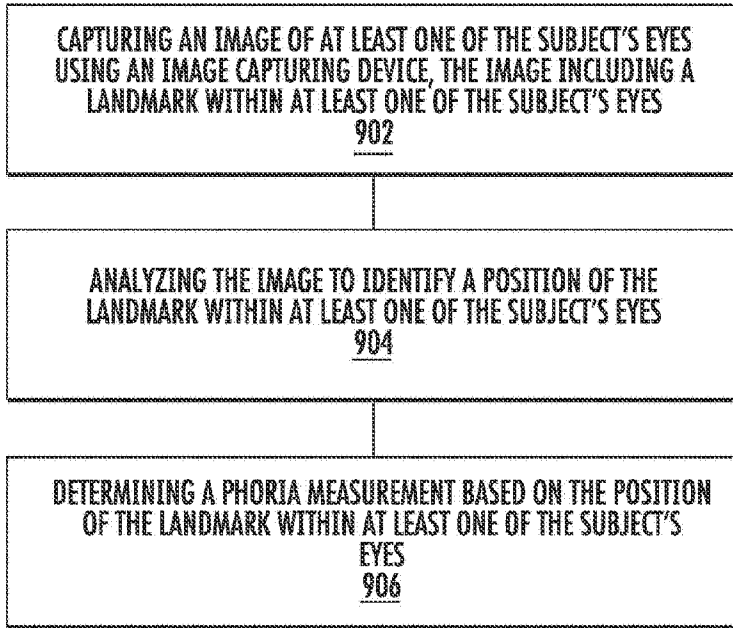 CAPTURING AN IMAGE OF AT LEAST ONE OF THE SUBJECT'S EYES
USING AN IMAGE CAPTURING DEVICE, THE IMAGE INCLUDING A
LANDMARK WITHIN AT LEAST ONE OF THE SUBJECT'S EYES
902
ANALYZING THE IMAGE TO IDENTIFY A POSITION OF THE
LANDMARK WITHIN AT LEAST ONE OF THE SUBJECT'S EYES
904
DETERMINING A PHORIA MEASUREMENT BASED ON THE POSITION
OF THE LANDMARK WITHIN AT LEAST ONE OF THE SUBJECT'S
EYES
906